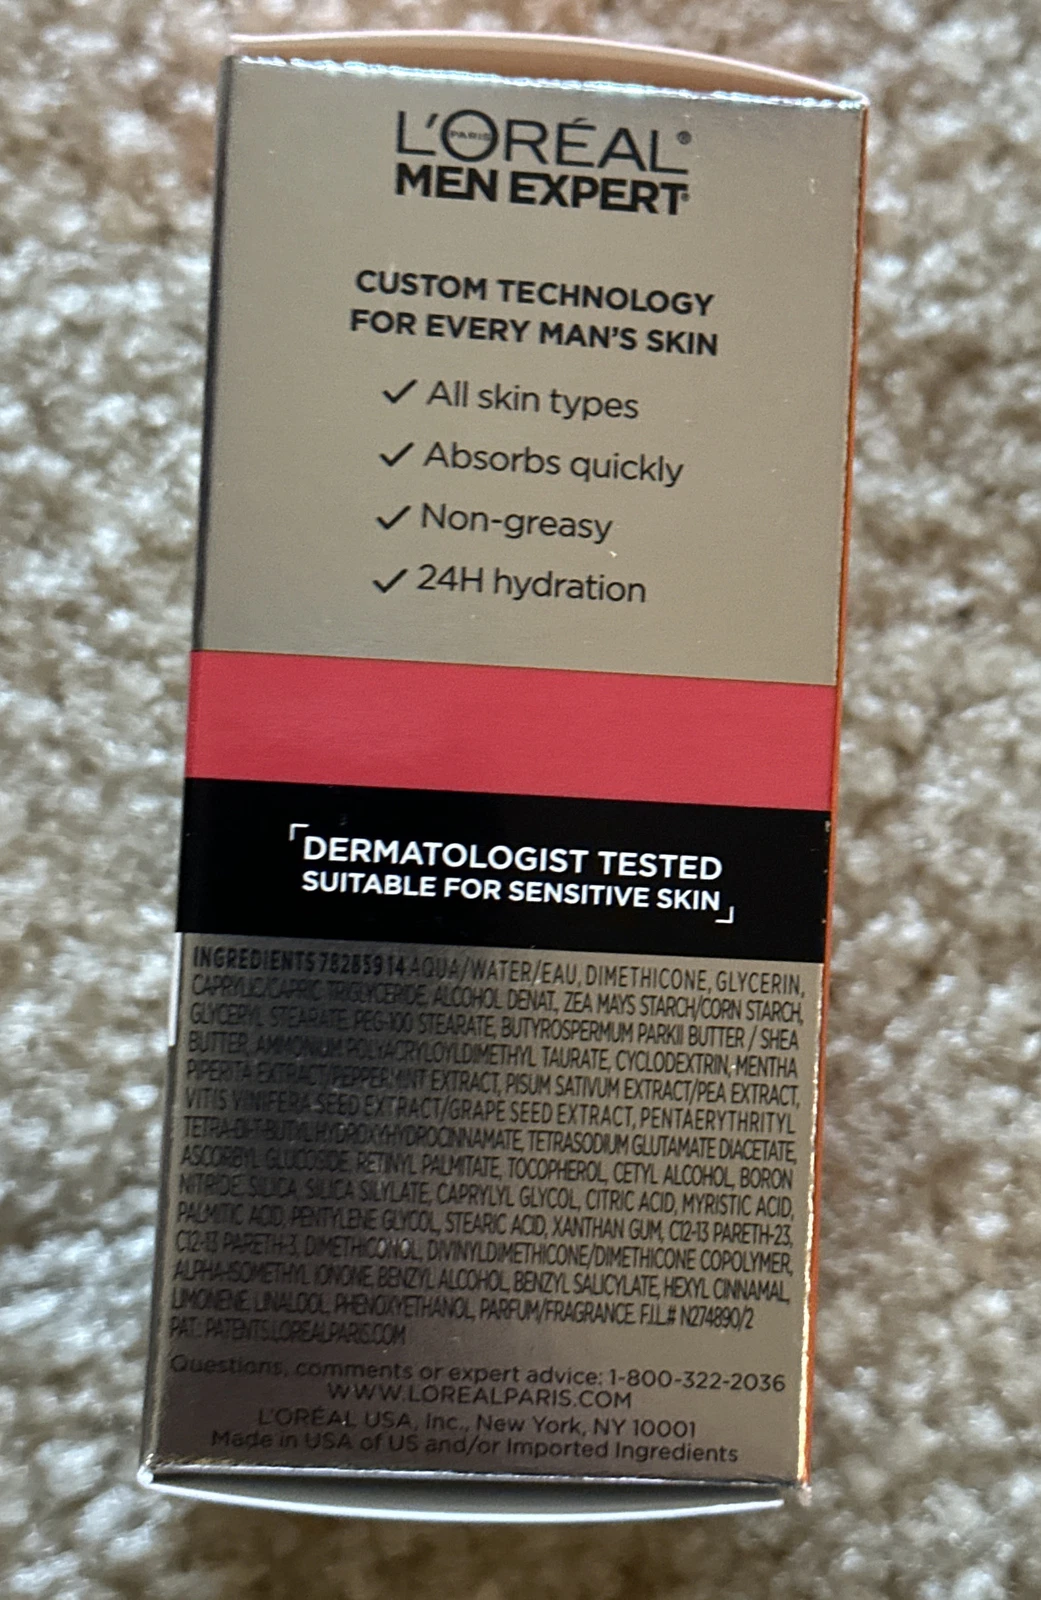 L'ORÉAL®
PARIS
MEN EXPERT®
CUSTOM TECHNOLOGY
FOR EVERY MAN'S SKIN
✓ All skin types
✓ Absorbs quickly
✓ Non-greasy
✓ 24H hydration
DERMATOLOGIST TESTED
SUITABLE FOR SENSITIVE SKIN
INGREDIENTS 782859 14 AQUA/WATER/EAU, DIMETHICONE, GLYCERIN,
CAPRYLIC/CAPRIC TRIGLYCERIDE, ALCOHOL DENAT., ZEA MAYS STARCH/CORN STARCH,
GLYCERYL STEARATE, PEG-100 STEARATE, BUTYROSPERMUM PARKII BUTTER / SHEA
BUTTER, AMMONIUM POLYACRYLOYLDIMETHYL TAURATE, CYCLODEXTRIN, MENTHA
PIPERITA EXTRACT/PEPPERMINT EXTRACT, PISUM SATIVUM EXTRACT/PEA EXTRACT,
VITIS VINIFERA SEED EXTRACT/GRAPE SEED EXTRACT, PENTAERYTHRITYL
TETRA-DI-T-BUTYL HYDROXYHYDROCINNAMATE, TETRASODIUM GLUTAMATE DIACETATE,
ASCORBYL GLUCOSIDE, RETINYL PALMITATE, TOCOPHEROL, CETYL ALCOHOL, BORON
NITRIDE, SILICA, SILICA SILYLATE, CAPRYLYL GLYCOL, CITRIC ACID, MYRISTIC ACID,
PALMITIC ACID, PENTYLENE GLYCOL, STEARIC ACID, XANTHAN GUM, C12-13 PARETH-23,
C12-13 PARETH-3, DIMETHICONOL, DIVINYLDIMETHICONE/DIMETHICONE COPOLYMER,
ALPHA-ISOMETHYL IONONE, BENZYL ALCOHOL, BENZYL SALICYLATE, HEXYL CINNAMAL,
LIMONENE, LINALOOL, PHENOXYETHANOL, PARFUM/FRAGRANCE. F.I.L.# N274890/2
PAT.: PATENTS.LOREALPARIS.COM
Questions, comments or expert advice: 1-800-322-2036
WWW.LOREALPARIS.COM
L'ORÉAL USA, Inc., New York, NY 10001
Made in USA of US and/or Imported Ingredients